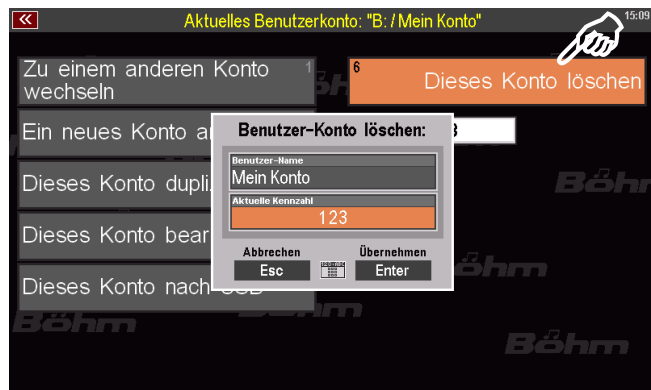 Aktuelles Benutzerkonto: "B: / Mein Konto"
15:09
Zu einem anderen Konto
wechseln
1
6
Dieses Konto löschen
Ein neues Konto a
Dieses Konto dupli
Dieses Konto bear
Dieses Konto nach
Benutzer-Konto löschen:
Benutzer-Name
Mein Konto
Aktuelle Kennzahl
123
Abbrechen
Übernehmen
Esc
Enter
Böhm
Böhm
Böhm
Böhm